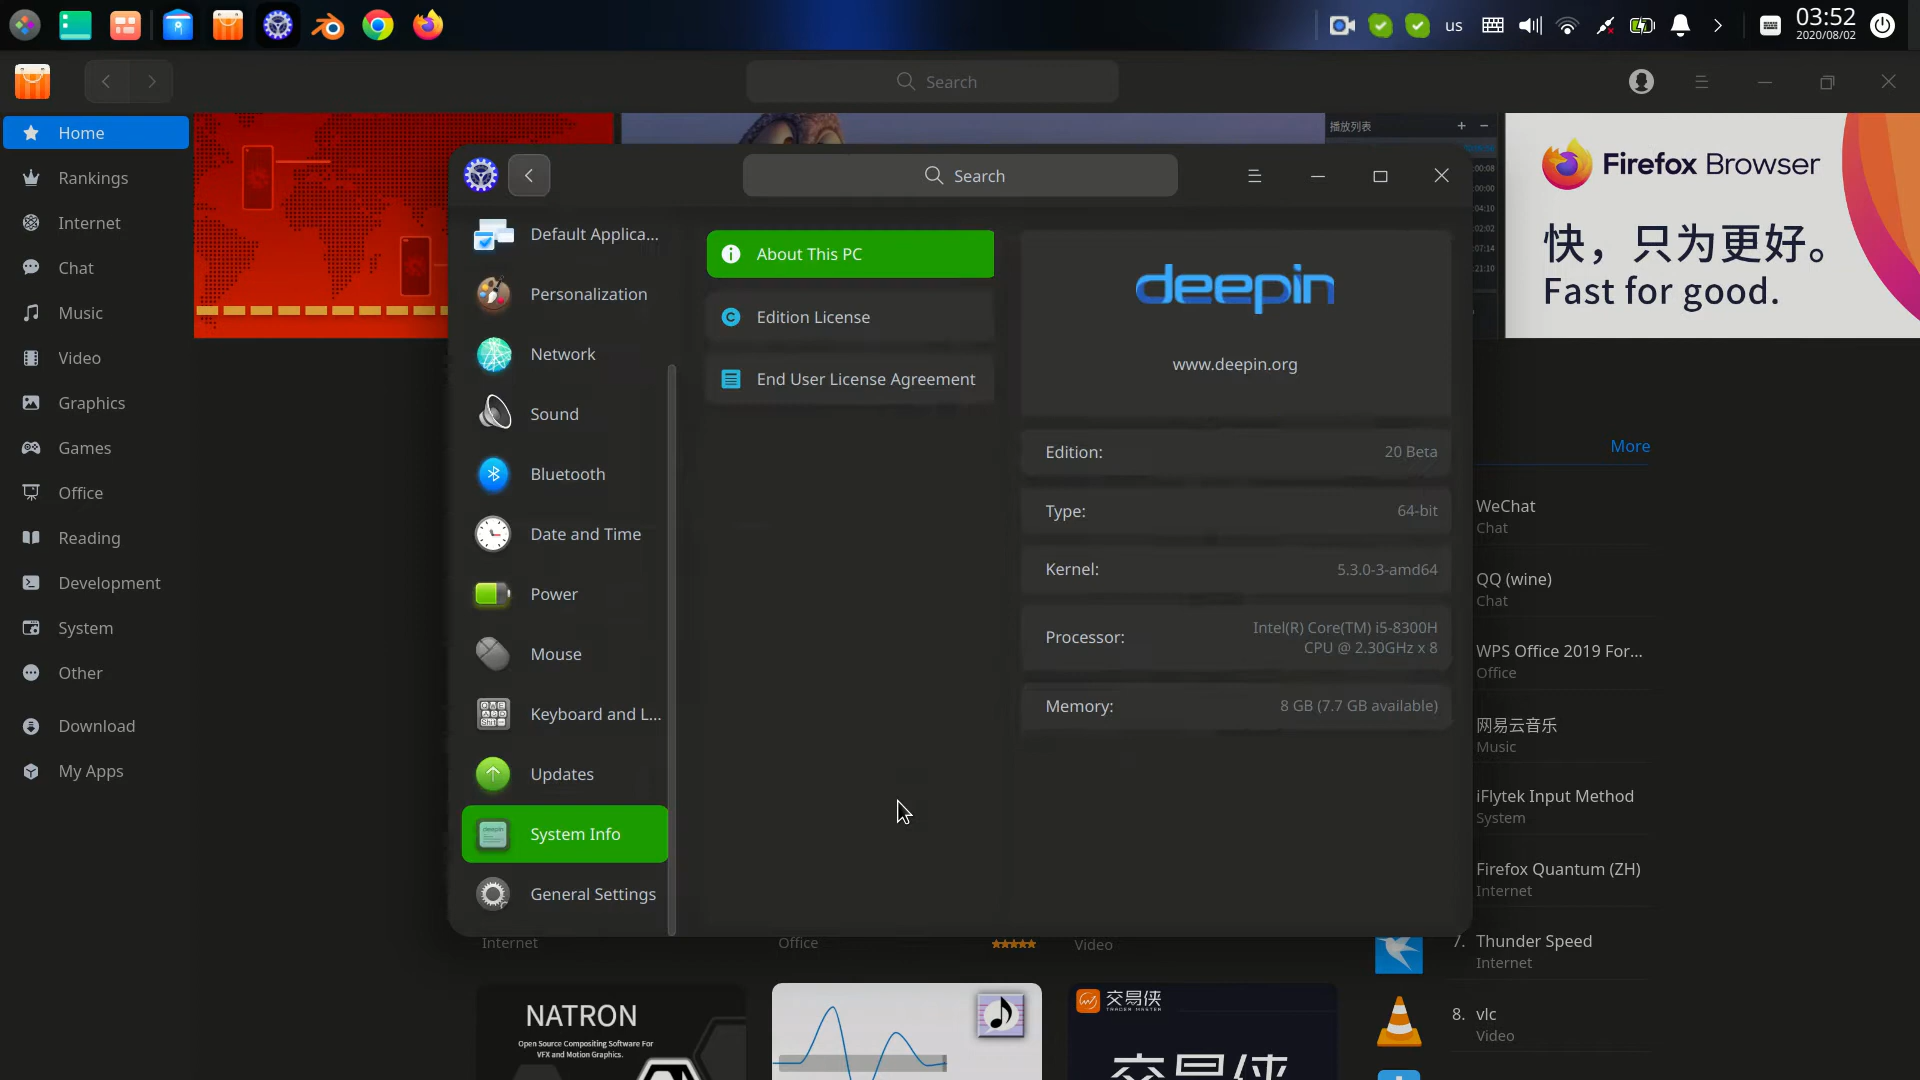 us
03:52
2020/08/02
Search
Home
Rankings
Internet
Chat
Music
Video
Graphics
Games
Office
Reading
Development
System
Other
Download
My Apps
播放列表
Firefox Browser
快，只为更好。
Fast for good.
Search
Default Applica...
Personalization
Network
Sound
Bluetooth
Date and Time
Power
Mouse
Keyboard and L...
Updates
System Info
General Settings
About This PC
Edition License
End User License Agreement
deepin
www.deepin.org
Edition: 20 Beta
Type: 64-bit
Kernel: 5.3.0-3-amd64
Processor: Intel(R) Core(TM) i5-8300H
CPU @ 2.30GHz x 8
Memory: 8 GB (7.7 GB available)
More
WeChat
Chat
QQ (wine)
Chat
WPS Office 2019 For...
Office
网易云音乐
Music
iFlytek Input Method
System
Firefox Quantum (ZH)
Internet
7. Thunder Speed
Internet
8. vlc
Video
Internet
Office
Video
NATRON
Open Source Compositing Software For
VFX and Motion Graphics.
交易侠
交易侠